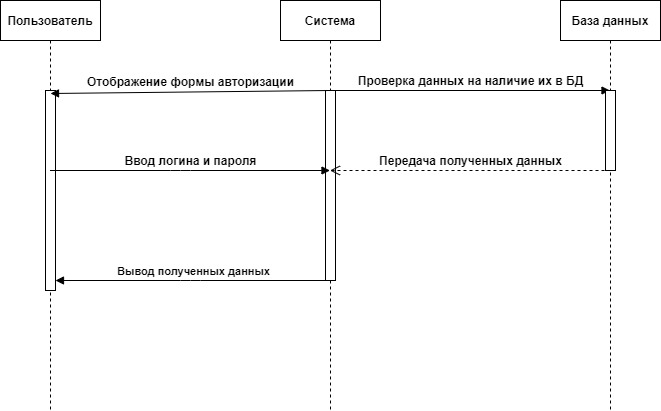 Пользователь
Система
База данных
Отображение формы авторизации
Проверка данных на наличие их в БД
Ввод логина и пароля
Передача полученных данных
Вывод полученных данных